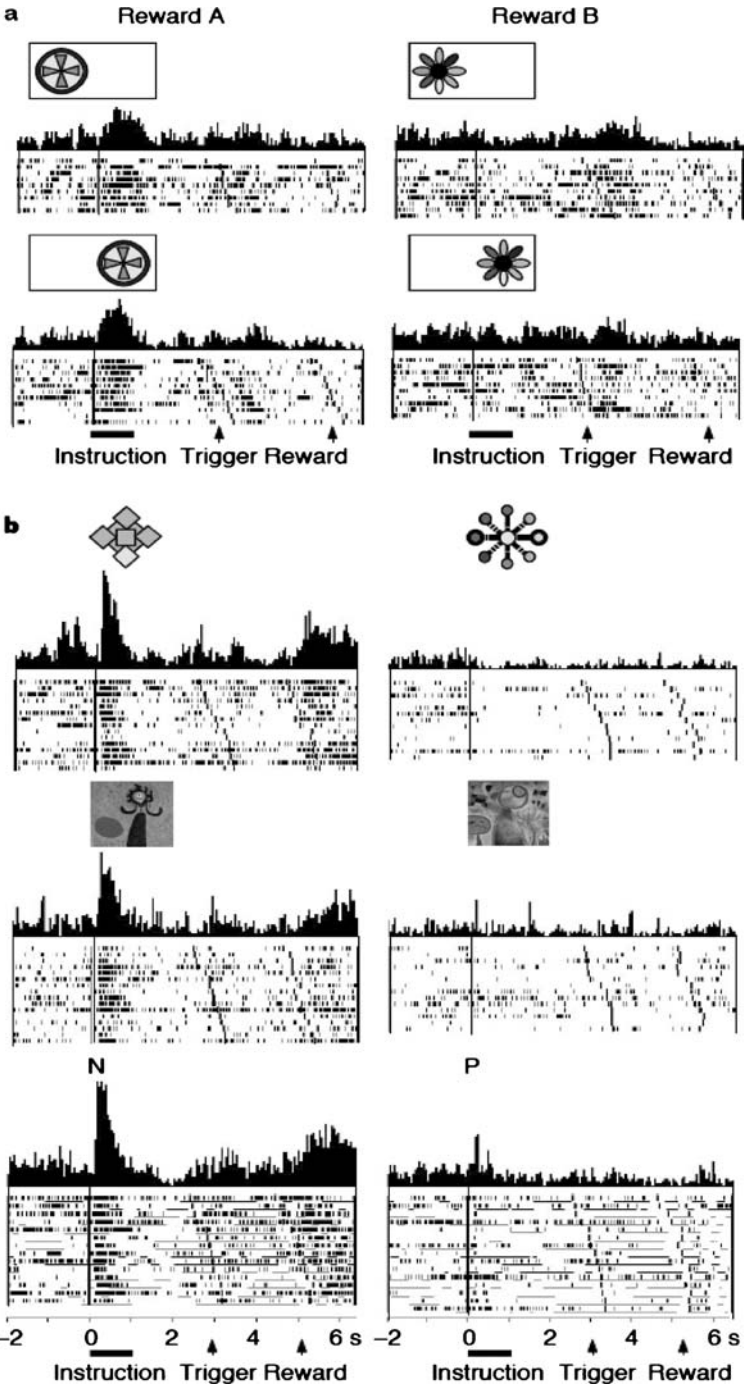 a
Reward A Reward B
Instruction Trigger Reward Instruction Trigger Reward
b
N P
–2 0 2 4 6 s –2 0 2 4 6 s
Instruction Trigger Reward Instruction Trigger Reward